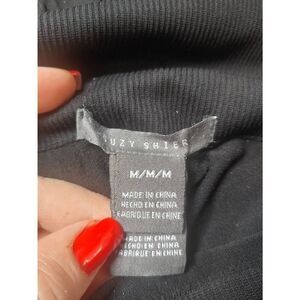 UZY SHIER
M/M/M
MADE IN CHINA
HECHO EN CHINA
FABRIQUE EN CHINE
MADE IN CHINA
HECHO EN CHINA
FABRIQUE EN CHINE